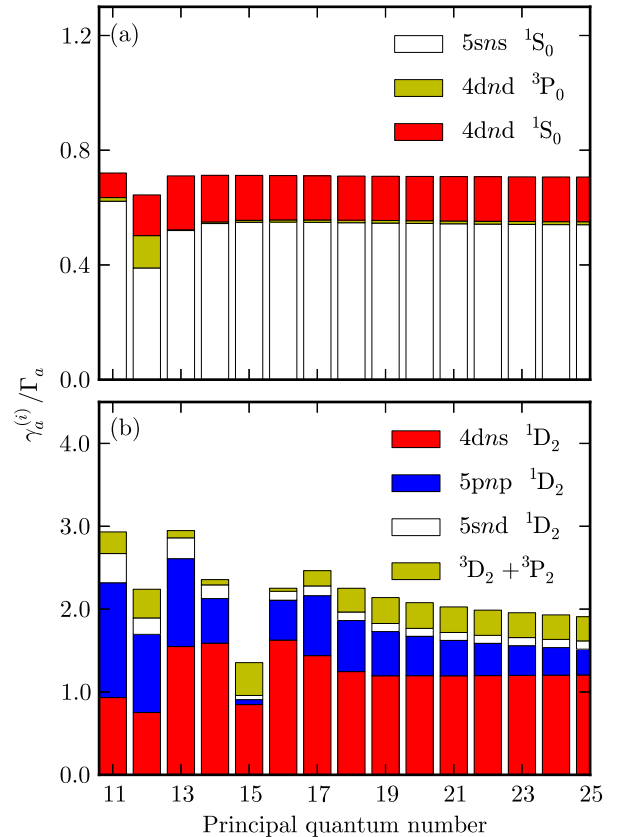 (a)
5sns ¹S₀
4dnd ³P₀
4dnd ¹S₀
1.2
0.8
0.4
0.0
γₐ⁽ⁱ⁾/Γₐ
(b)
4dns ¹D₂
5pnp ¹D₂
5snd ¹D₂
³D₂ +³P₂
4.0
3.0
2.0
1.0
0.0
11 13 15 17 19 21 23 25
Principal quantum number